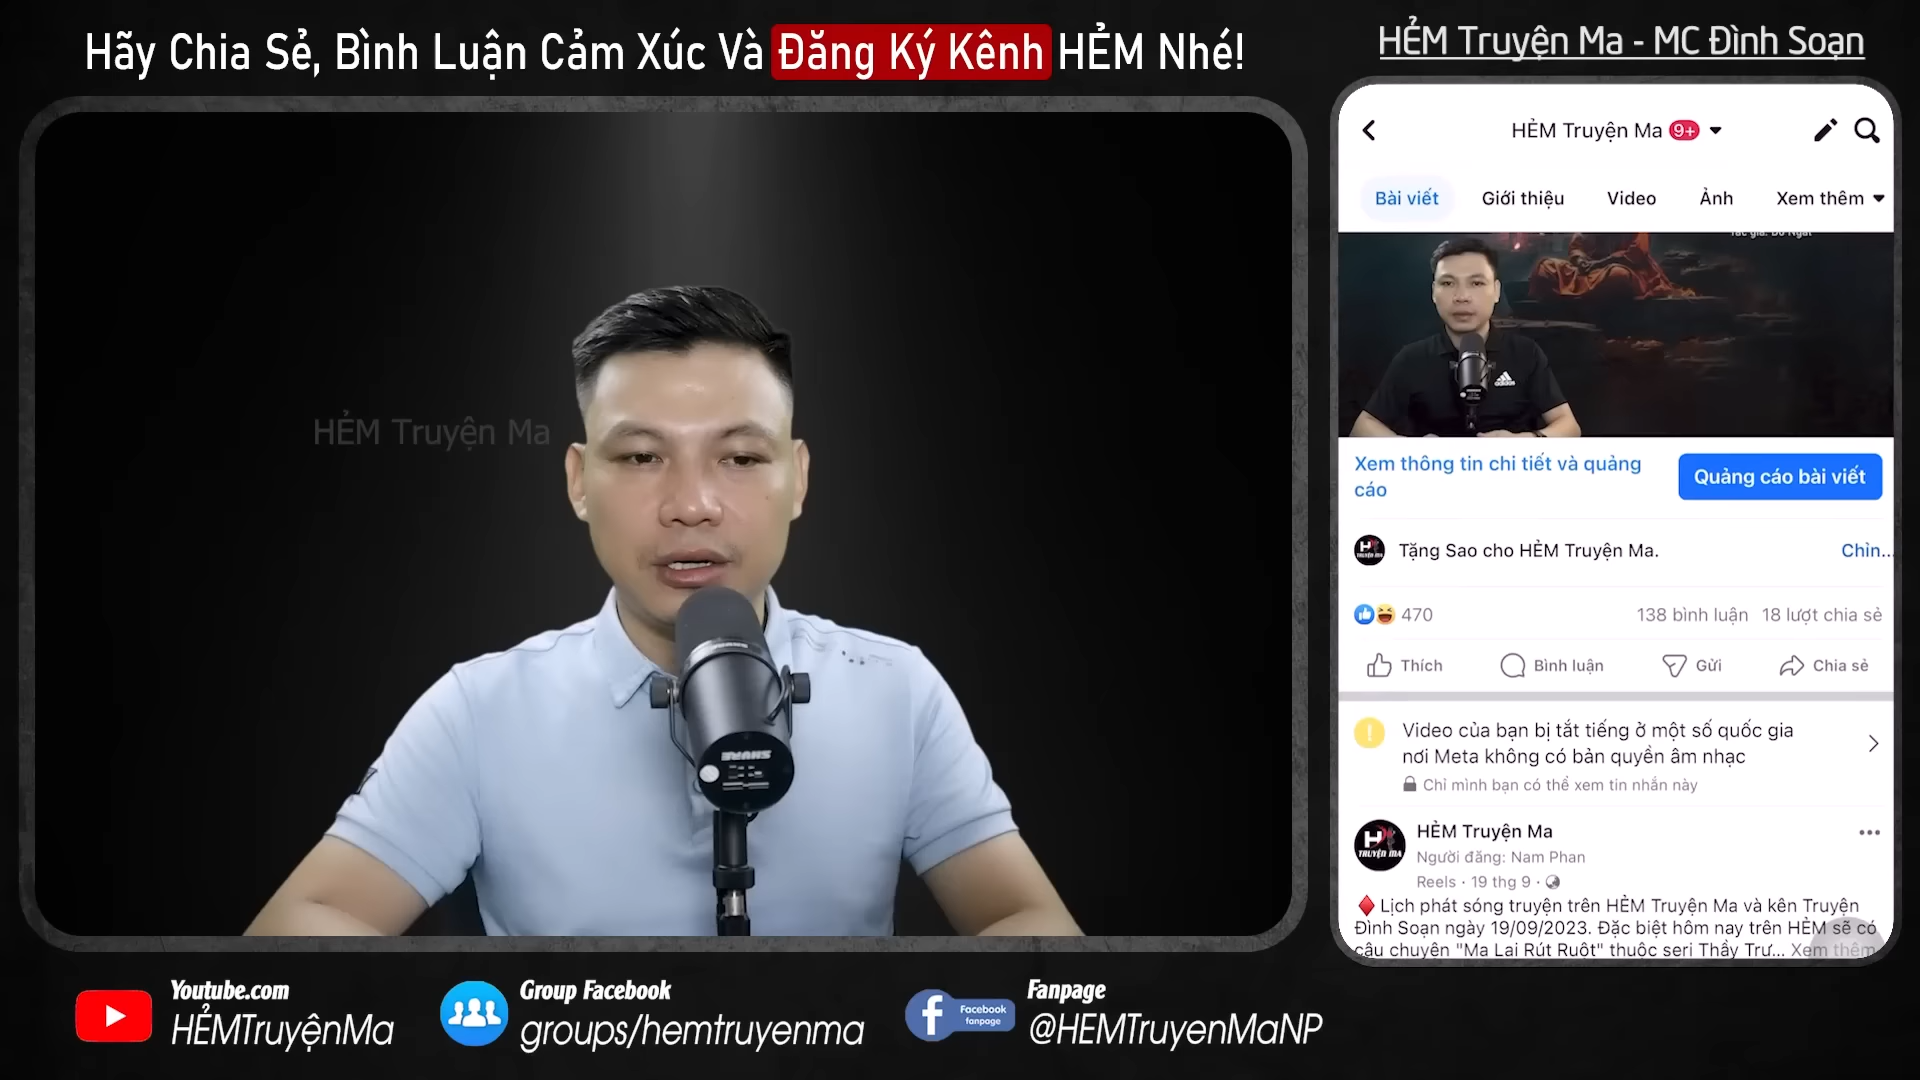 Hãy Chia Sẻ, Bình Luận Cảm Xúc Và Đăng Ký Kênh HẺM Nhé!
HẺM Truyện Ma - MC Đình Soạn
HẺM Truyện Ma
HẺM Truyện Ma 9+
Bài viết Giới thiệu Video Ảnh Xem thêm
adidas
Xem thông tin chi tiết và quảng
cáo
Quảng cáo bài viết
Tặng Sao cho HẺM Truyện Ma.
Chỉn...
470
138 bình luận 18 lượt chia sẻ
Thích Bình luận Gửi Chia sẻ
Video của bạn bị tắt tiếng ở một số quốc gia
nơi Meta không có bản quyền âm nhạc
Chỉ mình bạn có thể xem tin nhắn này
H
TRUYỆN MA
HẺM Truyện Ma
Người đăng: Nam Phan
Reels · 19 thg 9 ·
Lịch phát sóng truyện trên HẺM Truyện Ma và kên Truyện
Đình Soạn ngày 19/09/2023. Đặc biệt hôm nay trên HẺM sẽ có
câu chuyện "Ma Lai Rút Ruột" thuộc seri Thầy Trư... Xem thêm
SHURE
Youtube.com
HẺMTruyệnMa
Group Facebook
groups/hemtruyenma
Facebook
fanpage
Fanpage
@HEMTruyenMaNP